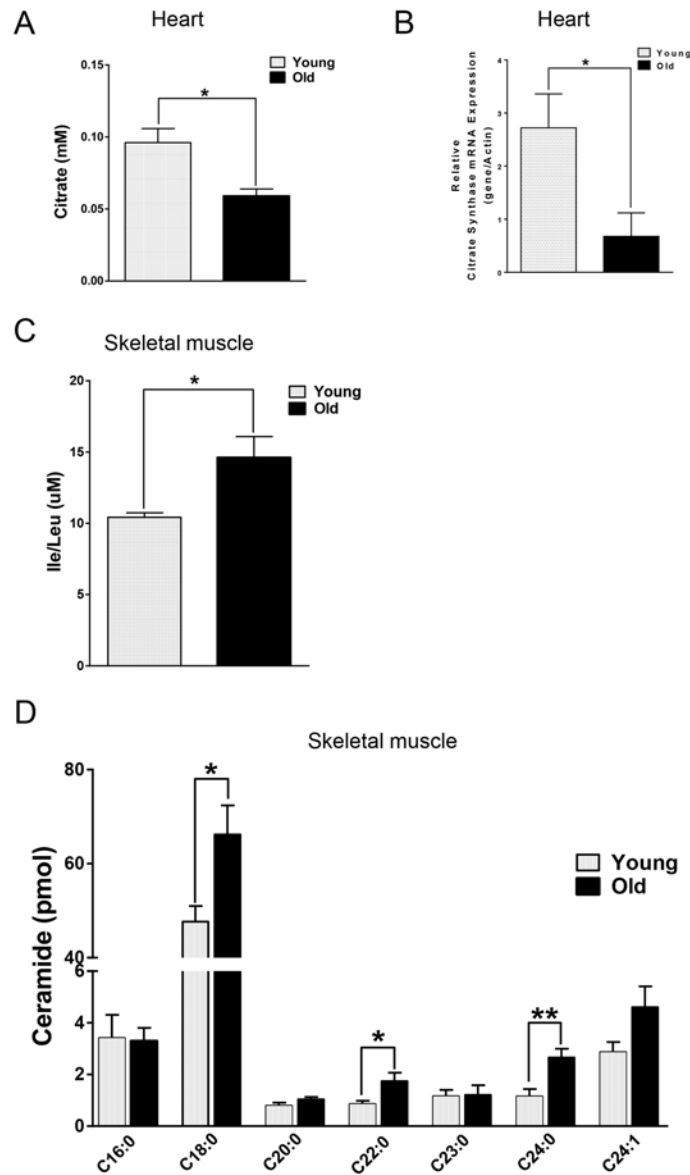 A
Heart
Young
Old
0.15
0.10
0.05
0.00
Citrate (mM)
*
B
Heart
Young
Old
4
3
2
1
0
Relative
Citrate Synthase mRNA Expression
(gene/Actin)
*
C
Skeletal muscle
Young
Old
20
15
10
5
0
Ile/Leu (uM)
*
D
Skeletal muscle
Young
Old
80
60
40
6
4
2
0
Ceramide (pmol)
*
*
**
C16:0
C18:0
C20:0
C22:0
C23:0
C24:0
C24:1